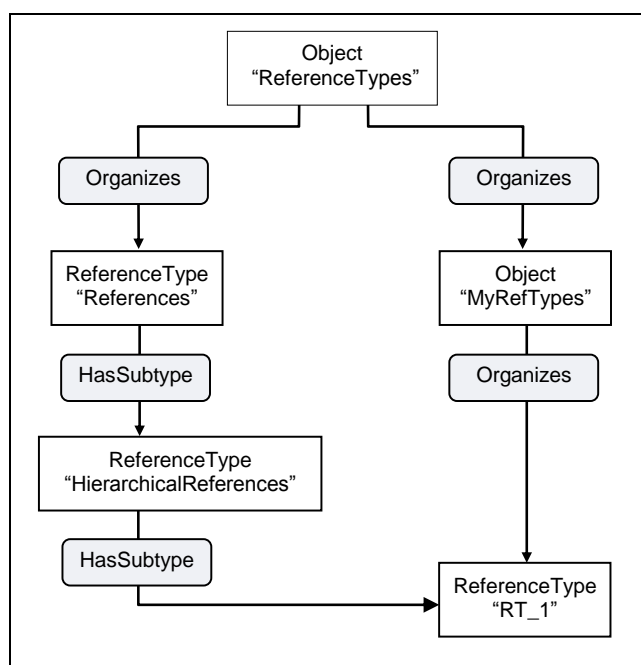 Object
“ReferenceTypes”
Organizes
Organizes
ReferenceType
“References”
Object
“MyRefTypes”
HasSubtype
Organizes
ReferenceType
“HierarchicalReferences”
HasSubtype
ReferenceType
“RT_1”